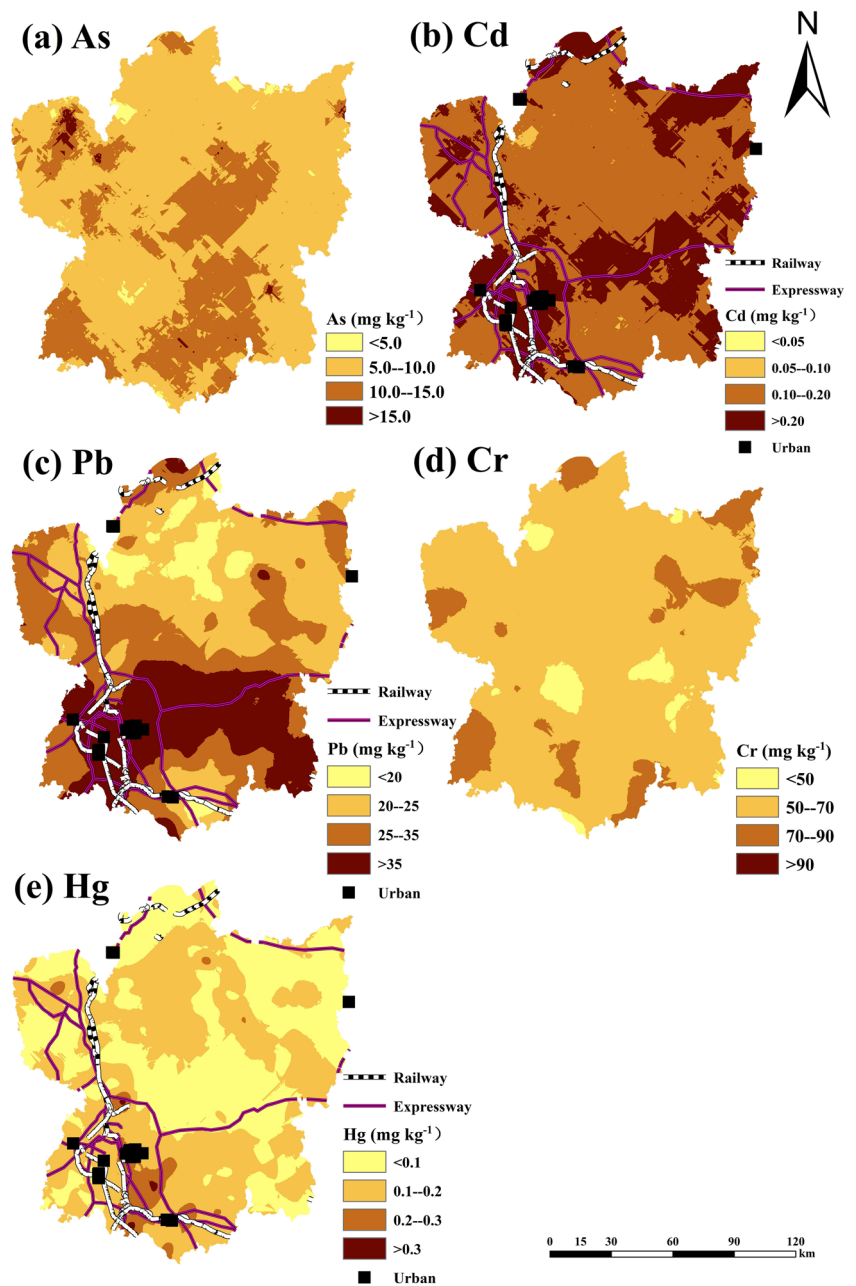 (a) As
(b) Cd
N
As (mg kg-1)
<5.0
5.0--10.0
10.0--15.0
>15.0
Railway
Expressway
Cd (mg kg-1)
<0.05
0.05--0.10
0.10--0.20
>0.20
Urban
(c) Pb
(d) Cr
Railway
Expressway
Pb (mg kg-1)
<20
20--25
25--35
>35
Urban
Cr (mg kg-1)
<50
50--70
70--90
>90
(e) Hg
Railway
Expressway
Hg (mg kg-1)
<0.1
0.1--0.2
0.2--0.3
>0.3
Urban
0 15 30 60 90 120
km